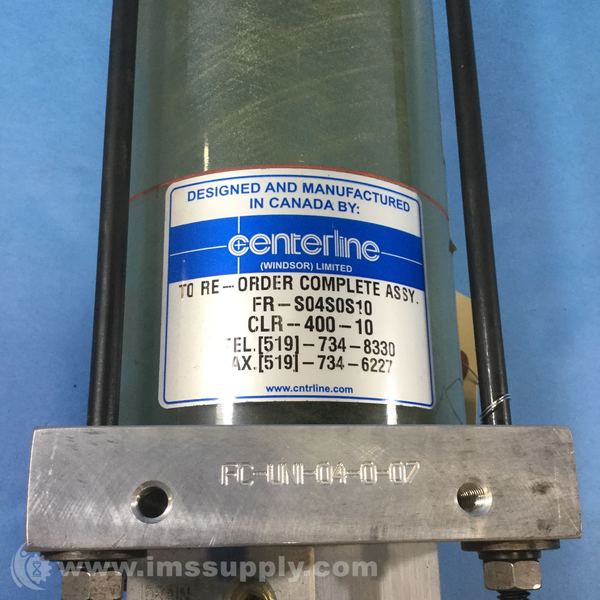 DESIGNED AND MANUFACTURED
IN CANADA BY:
centerline
(WINDSOR) LIMITED
TO RE-ORDER COMPLETE ASSY.
FR-S04S0S10
CLR-400-10
TEL.[519]-734-8330
AX.[519]-734-6227
www.cntrline.com
FC-UNI-04-0-07
www.imssupply.com